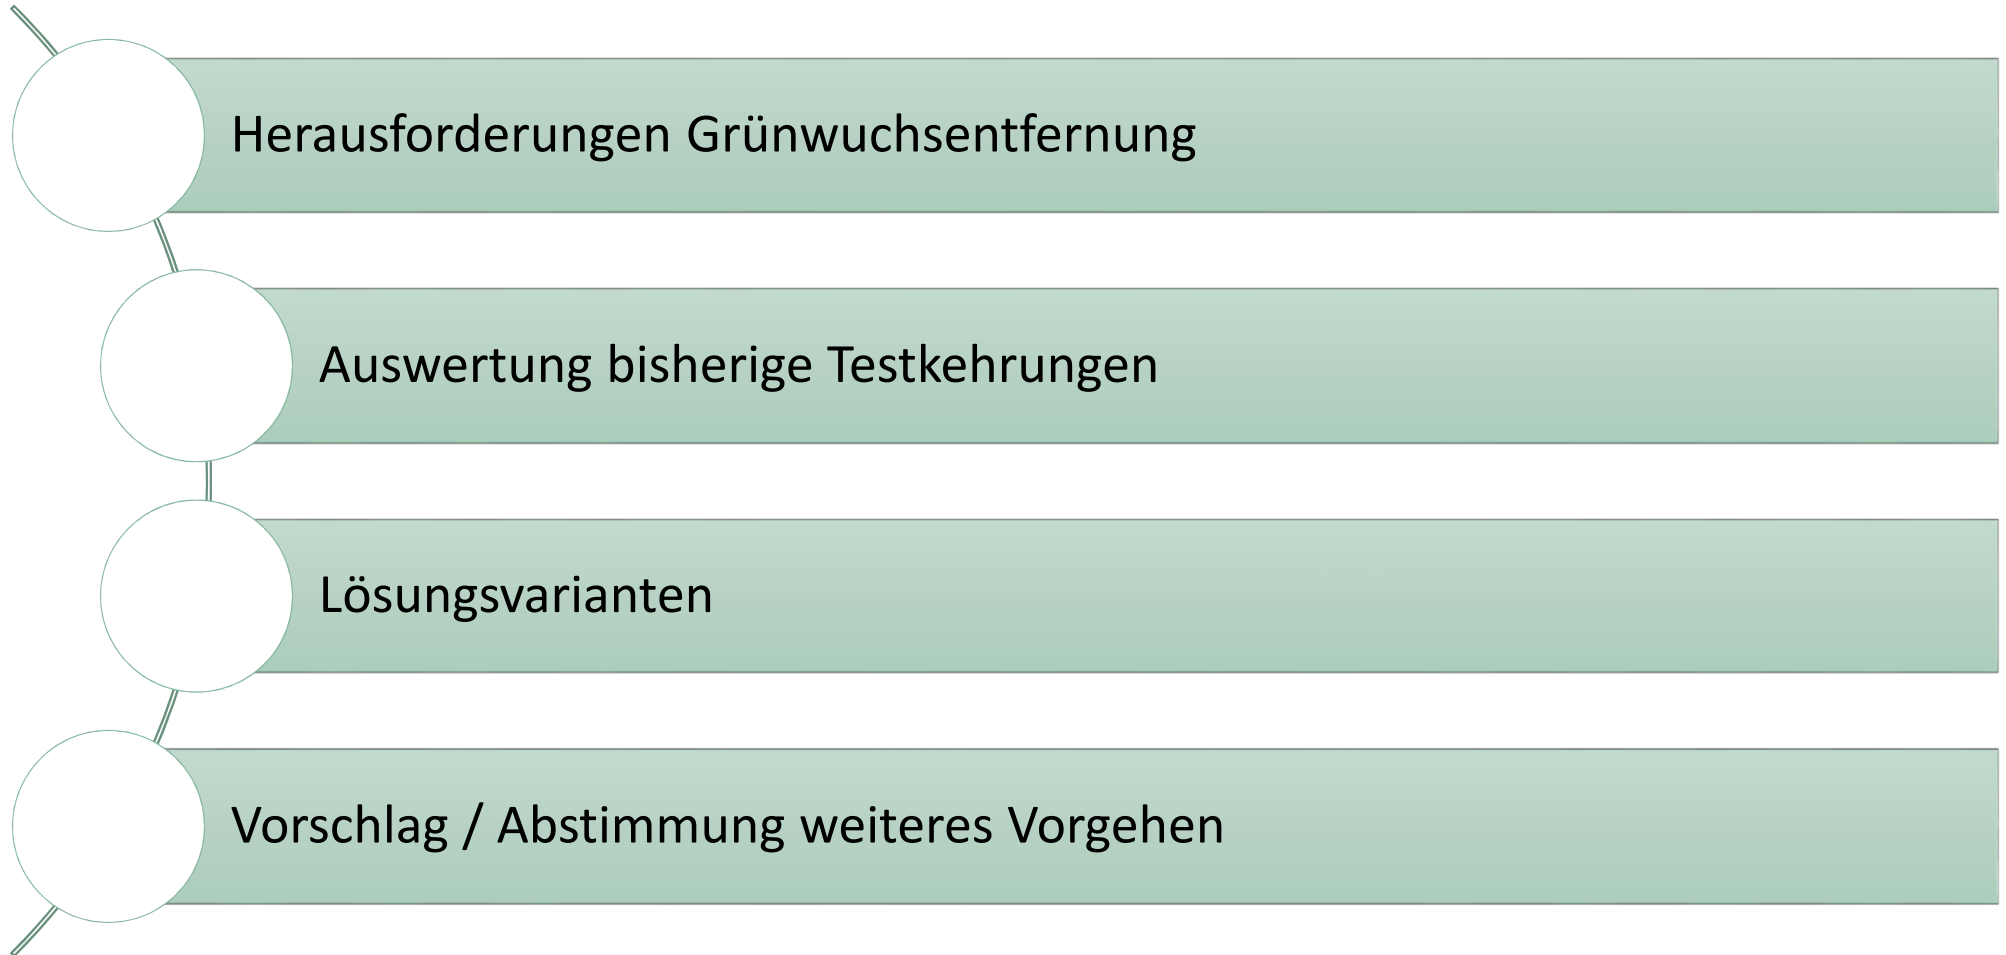 Herausforderungen Grünwuchsentfernung
Auswertung bisherige Testkehrungen
Lösungsvarianten
Vorschlag / Abstimmung weiteres Vorgehen